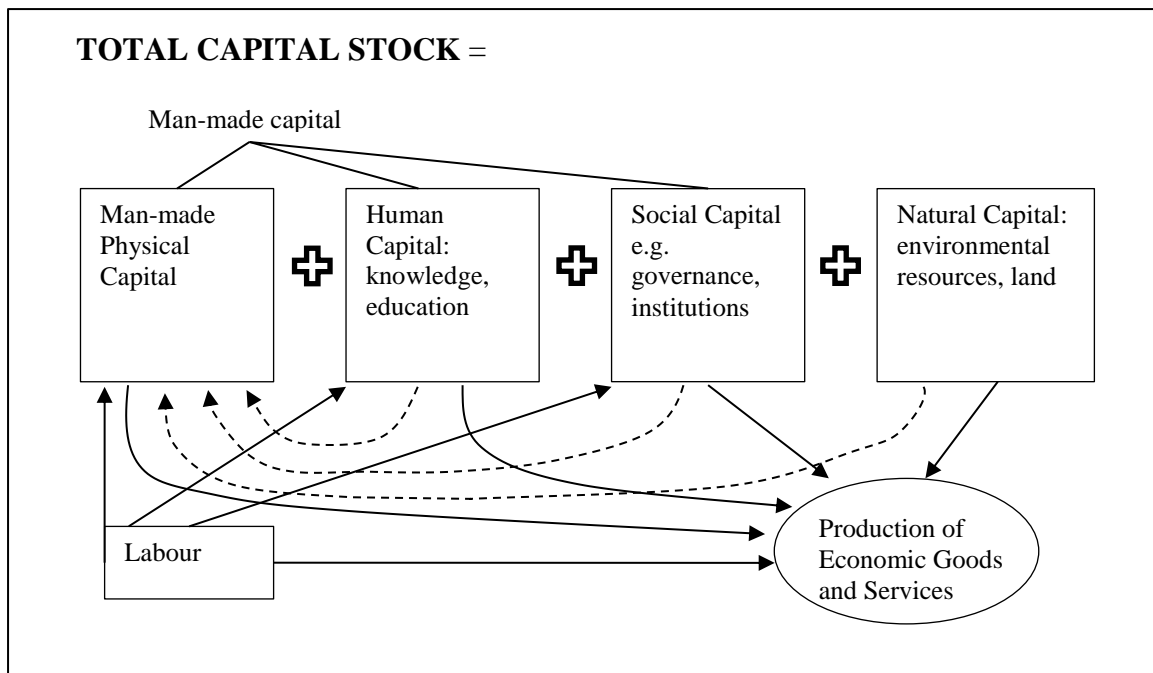 TOTAL CAPITAL STOCK =
Man-made capital
Man-made
Physical
Capital
Human
Capital:
knowledge,
education
Social Capital
e.g.
governance,
institutions
Natural Capital:
environmental
resources, land
Labour
Production of
Economic Goods
and Services